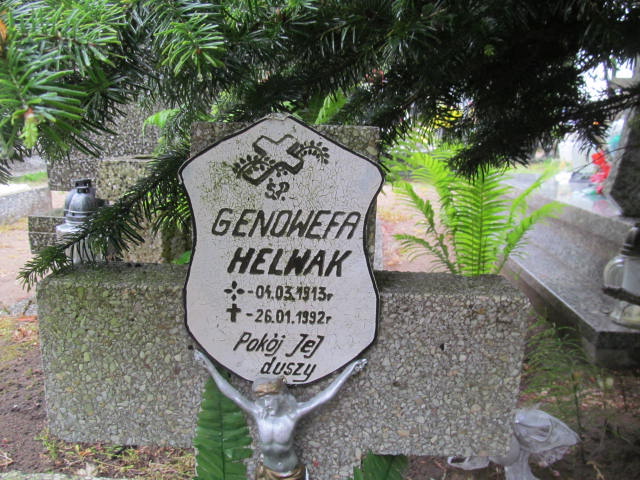 Ś.P.
GENOWEFA
HELWAK
- 04.03.1913r
- 26.01.1992r
Pokój Jej
duszy